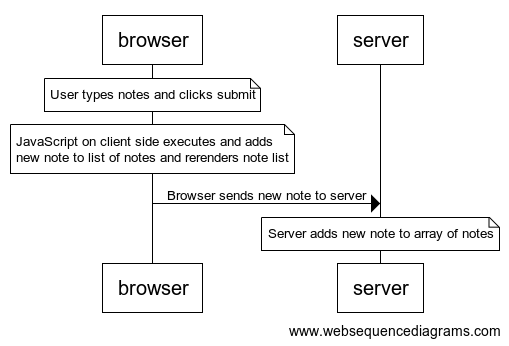 browser
server
User types notes and clicks submit
JavaScript on client side executes and adds
new note to list of notes and rerenders note list
Browser sends new note to server
Server adds new note to array of notes
browser
server
www.websequencediagrams.com